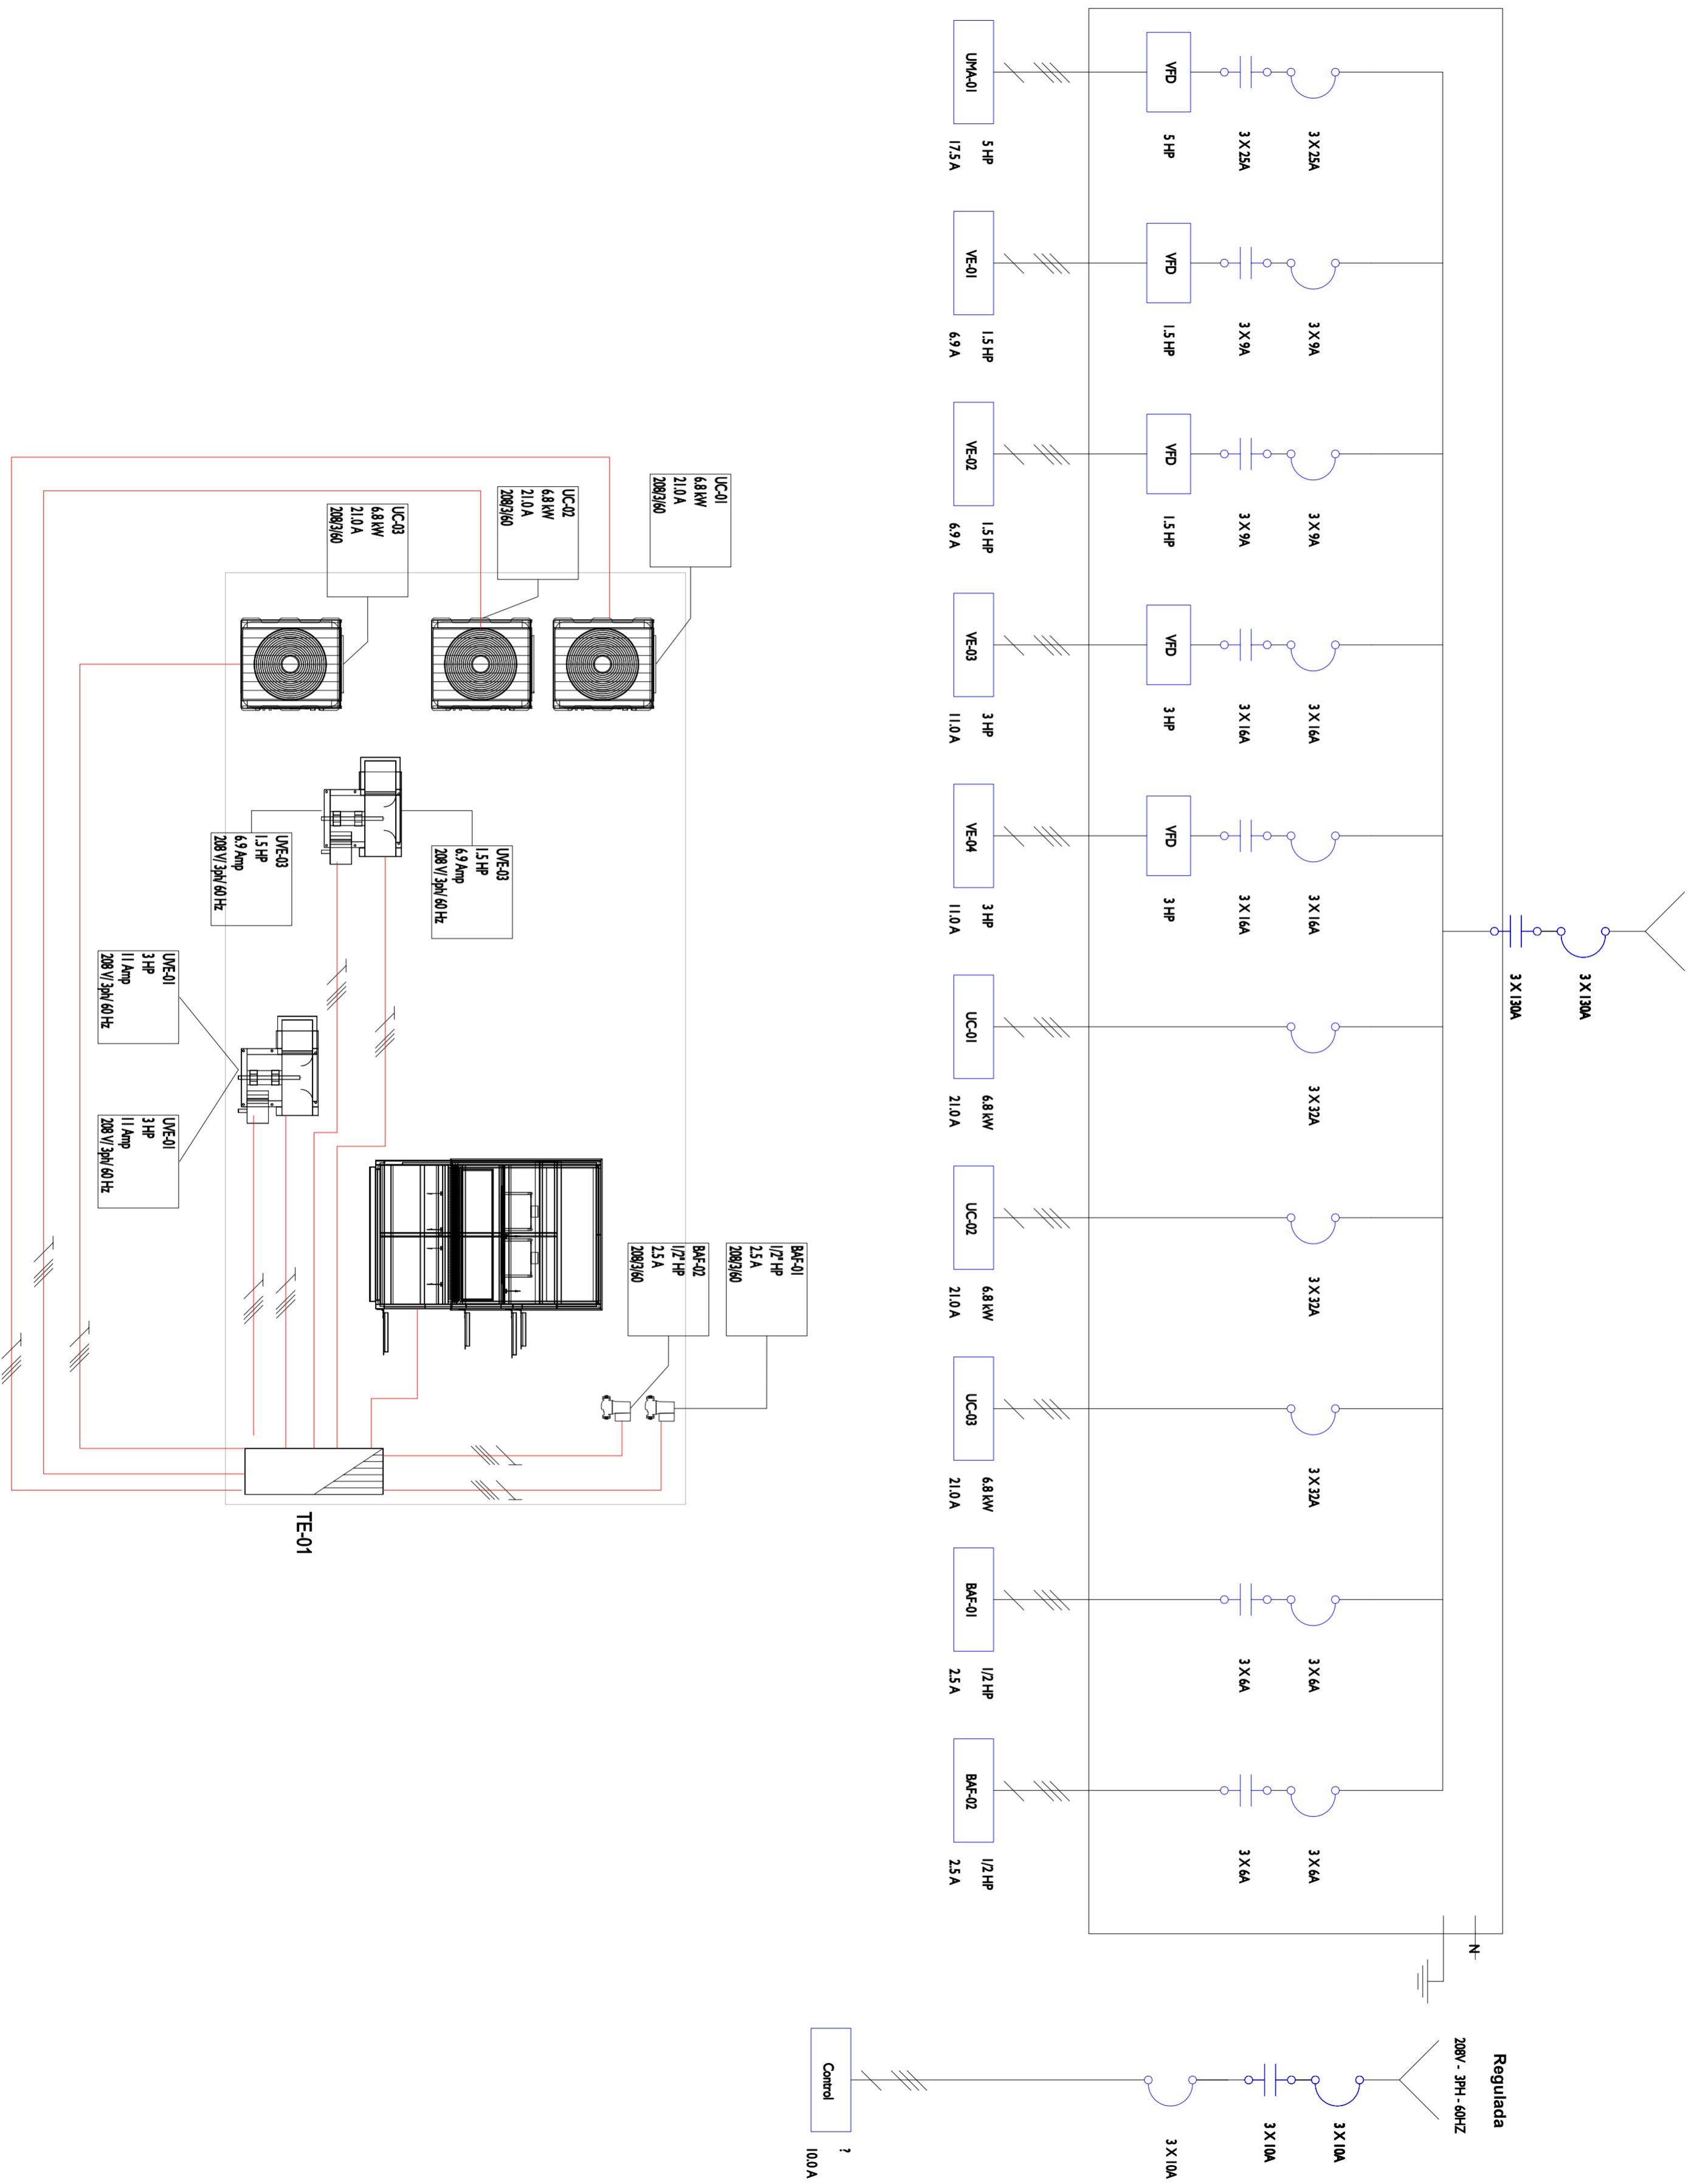 Regulada
208V - 3PH - 60HZ
3 X 130A
3 X 130A
3 X 10A
3 X 10A
3 X 10A
Control
?
10.0 A
N
3 X 25A
3 X 9A
3 X 9A
3 X 16A
3 X 16A
3 X 32A
3 X 32A
3 X 32A
3 X 6A
3 X 6A
3 X 25A
3 X 9A
3 X 9A
3 X 16A
3 X 16A
3 X 6A
3 X 6A
VFD
5 HP
VFD
1.5 HP
VFD
1.5 HP
VFD
3 HP
VFD
3 HP
UMA-01
5 HP
17.5 A
VE-01
1.5 HP
6.9 A
VE-02
1.5 HP
6.9 A
VE-03
3 HP
11.0 A
VE-04
3 HP
11.0 A
UC-01
6.8 kW
21.0 A
UC-02
6.8 kW
21.0 A
UC-03
6.8 kW
21.0 A
BAF-01
1/2 HP
2.5 A
BAF-02
1/2 HP
2.5 A
BAF-01
1/2" HP
2.5 A
208/3/60
UC-01
6.8 kW
21.0 A
208/3/60
BAF-02
1/2" HP
2.5 A
208/3/60
UC-02
6.8 kW
21.0 A
208/3/60
UVE-03
1.5 HP
6.9 Amp
208 V/ 3ph/ 60 Hz
UC-03
6.8 kW
21.0 A
208/3/60
UVE-03
1.5 HP
6.9 Amp
208 V/ 3ph/ 60 Hz
UVE-01
3 HP
11 Amp
208 V/ 3ph/ 60 Hz
UVE-01
3 HP
11 Amp
208 V/ 3ph/ 60 Hz
TE-01